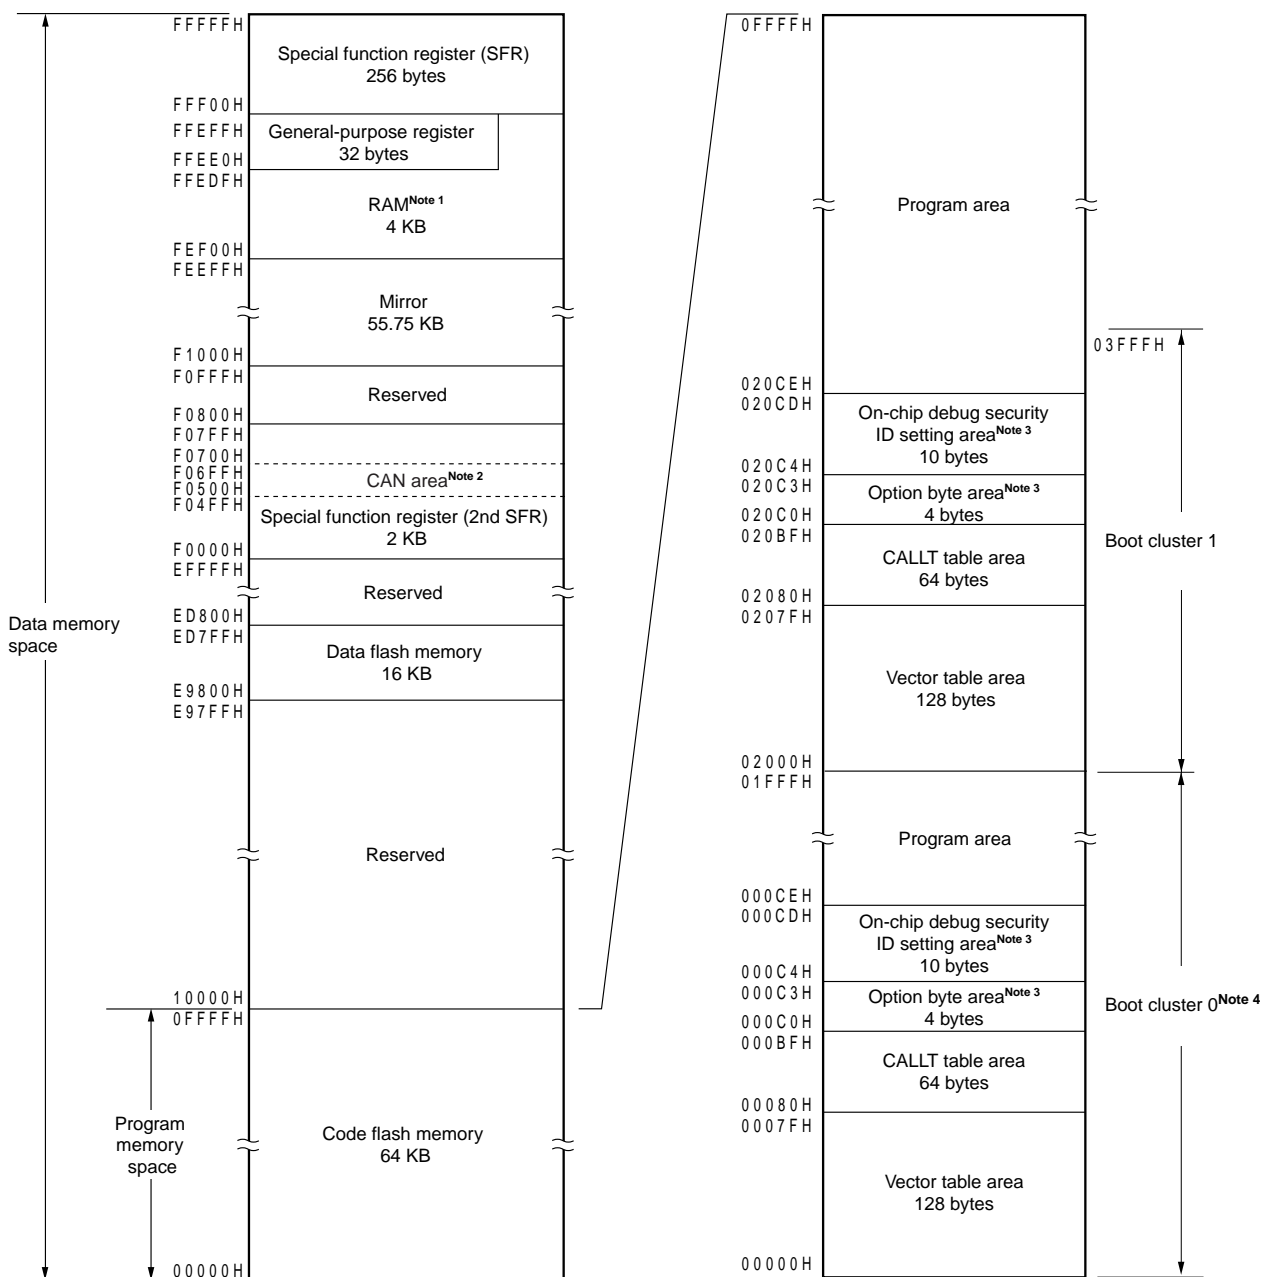 FFFFFH
Special function register (SFR)
256 bytes
FFF00H
FFEFFH
General-purpose register
32 bytes
FFEE0H
FFEDFH
RAMNote 1
4 KB
FEF00H
FEEFFH
Mirror
55.75 KB
F1000H
F0FFFH
Reserved
F0800H
F07FFH
F0700H
F06FFH
CAN areaNote 2
F0500H
F04FFH
Special function register (2nd SFR)
2 KB
F0000H
EFFFFH
Reserved
ED800H
ED7FFH
Data flash memory
16 KB
E9800H
E97FFH
Reserved
10000H
0FFFFH
Code flash memory
64 KB
00000H
Data memory
space
Program
memory
space
0FFFFH
Program area
03FFFH
020CEH
020CDH
On-chip debug security
ID setting areaNote 3
10 bytes
020C4H
020C3H
Option byte areaNote 3
4 bytes
020C0H
020BFH
CALLT table area
64 bytes
02080H
0207FH
Vector table area
128 bytes
02000H
01FFFH
Boot cluster 1
Program area
000CEH
000CDH
On-chip debug security
ID setting areaNote 3
10 bytes
000C4H
000C3H
Option byte areaNote 3
4 bytes
000C0H
000BFH
CALLT table area
64 bytes
00080H
0007FH
Vector table area
128 bytes
00000H
Boot cluster 0Note 4